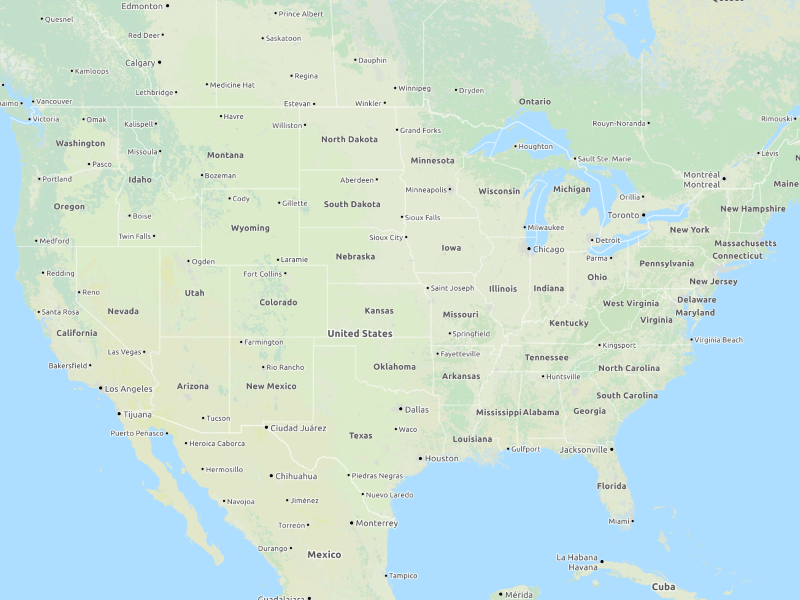 Quebec
Edmonton
Prince Albert
Quesnel
Red Deer
Saskatoon
Calgary
Dauphin
Kamloops
Regina
Medicine Hat
Winnipeg
Dryden
Lethbridge
Estevan
Winkler
Ontario
Vancouver
naimo
Victoria
Omak
Kalispell
Havre
Williston
Grand Forks
Rouyn-Noranda
Rimouski
Washington
North Dakota
Houghton
Lévis
Missoula
Montana
Minnesota
Sault Ste. Marie
Pasco
Portland
Idaho
Bozeman
Aberdeen
Minneapolis
Wisconsin
Michigan
Montréal
Montreal
Maine
Orillia
Cody
Gillette
South Dakota
Oregon
Boise
Sioux Falls
Toronto
New Hampshire
Twin Falls
Wyoming
Milwaukee
New York
Medford
Sioux City
Detroit
Massachusetts
Iowa
Chicago
Connecticut
Ogden
Laramie
Nebraska
Parma
Pennsylvania
Redding
Fort Collins
Ohio
New Jersey
Reno
Utah
Saint Joseph
Illinois
Indiana
Colorado
Delaware
West Virginia
Santa Rosa
Nevada
Kansas
Missouri
Maryland
Kentucky
Virginia
California
United States
Springfield
Farmington
Virginia Beach
Las Vegas
Fayetteville
Kingsport
Tennessee
Bakersfield
Rio Rancho
Oklahoma
North Carolina
Arkansas
Huntsville
Arizona
New Mexico
Los Angeles
South Carolina
Tijuana
Tucson
Dallas
Mississippi
Alabama
Georgia
Puerto Peñasco
Ciudad Juárez
Waco
Texas
Louisiana
Heroica Caborca
Gulfport
Jacksonville
Houston
Hermosillo
Chihuahua
Piedras Negras
Florida
Navojoa
Jiménez
Nuevo Laredo
Torreón
Monterrey
Miami
Durango
Mexico
La Habana
Havana
Tampico
Cuba
Guadalajara
Mérida